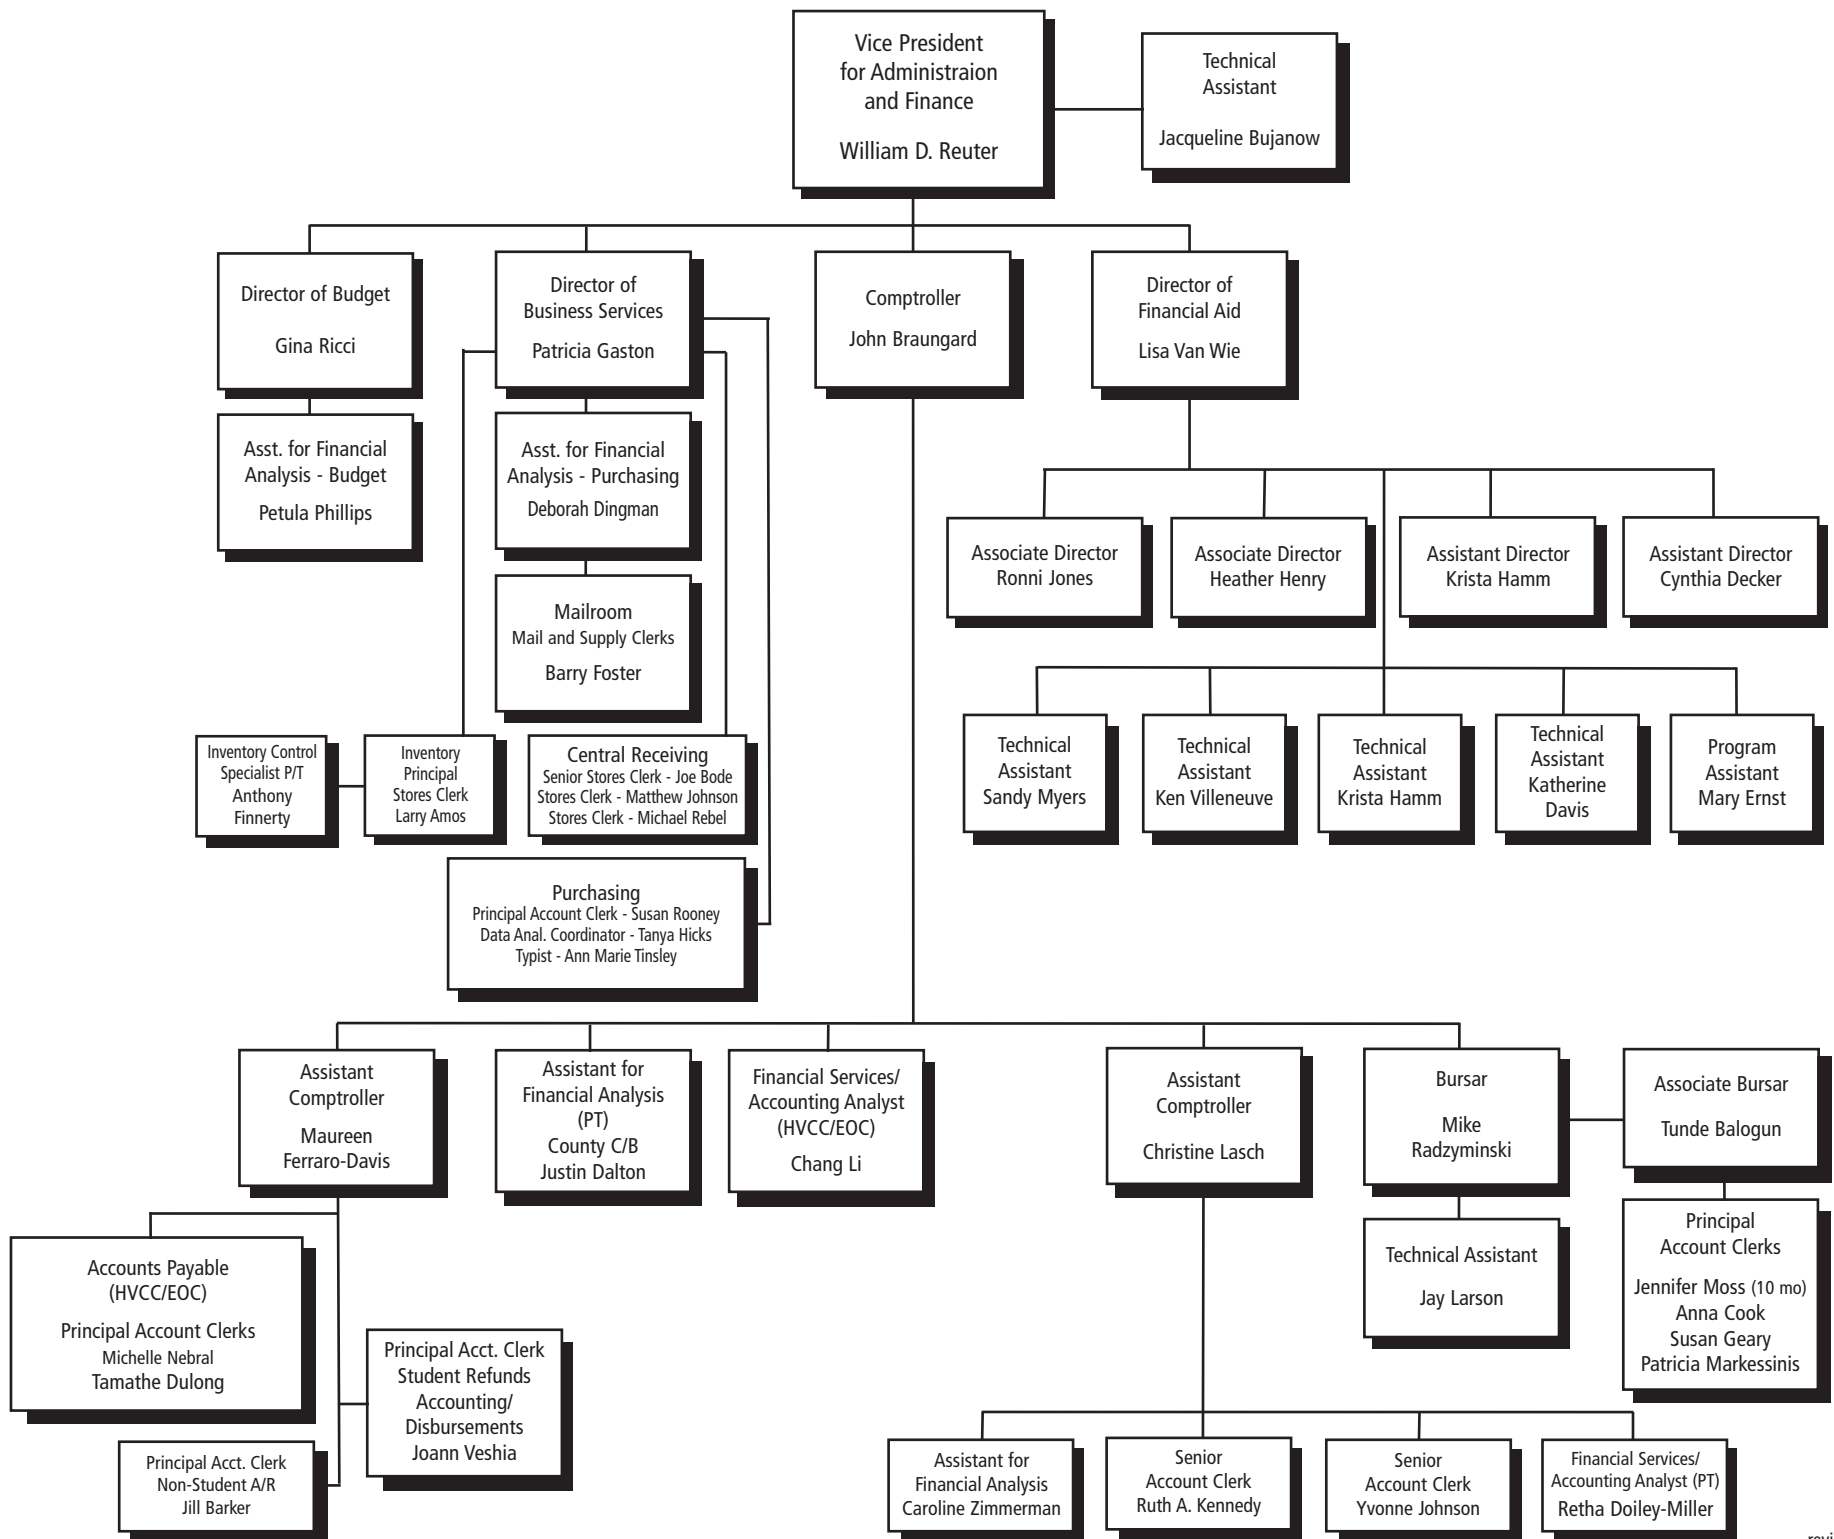 Vice President
for Administraion
and Finance
William D. Reuter
Technical
Assistant
Jacqueline Bujanow
Director of Budget
Gina Ricci
Director of
Business Services
Patricia Gaston
Comptroller
John Braungard
Director of
Financial Aid
Lisa Van Wie
Asst. for Financial
Analysis - Budget
Petula Phillips
Asst. for Financial
Analysis - Purchasing
Deborah Dingman
Mailroom
Mail and Supply Clerks
Barry Foster
Associate Director
Ronni Jones
Associate Director
Heather Henry
Assistant Director
Krista Hamm
Assistant Director
Cynthia Decker
Inventory Control
Specialist P/T
Anthony
Finnerty
Inventory
Principal
Stores Clerk
Larry Amos
Central Receiving
Senior Stores Clerk - Joe Bode
Stores Clerk - Matthew Johnson
Stores Clerk - Michael Rebel
Technical
Assistant
Sandy Myers
Technical
Assistant
Ken Villeneuve
Technical
Assistant
Krista Hamm
Technical
Assistant
Katherine
Davis
Program
Assistant
Mary Ernst
Purchasing
Principal Account Clerk - Susan Rooney
Data Anal. Coordinator - Tanya Hicks
Typist - Ann Marie Tinsley
Assistant
Comptroller
Maureen
Ferraro-Davis
Assistant for
Financial Analysis
(PT)
County C/B
Justin Dalton
Financial Services/
Accounting Analyst
(HVCC/EOC)
Chang Li
Assistant
Comptroller
Christine Lasch
Bursar
Mike
Radzyminski
Associate Bursar
Tunde Balogun
Accounts Payable
(HVCC/EOC)
Principal Account Clerks
Michelle Nebral
Tamathe Dulong
Technical Assistant
Jay Larson
Principal
Account Clerks
Jennifer Moss (10 mo)
Anna Cook
Susan Geary
Patricia Markessinis
Principal Acct. Clerk
Student Refunds
Accounting/
Disbursements
Joann Veshia
Principal Acct. Clerk
Non-Student A/R
Jill Barker
Assistant for
Financial Analysis
Caroline Zimmerman
Senior
Account Clerk
Ruth A. Kennedy
Senior
Account Clerk
Yvonne Johnson
Financial Services/
Accounting Analyst (PT)
Retha Doiley-Miller